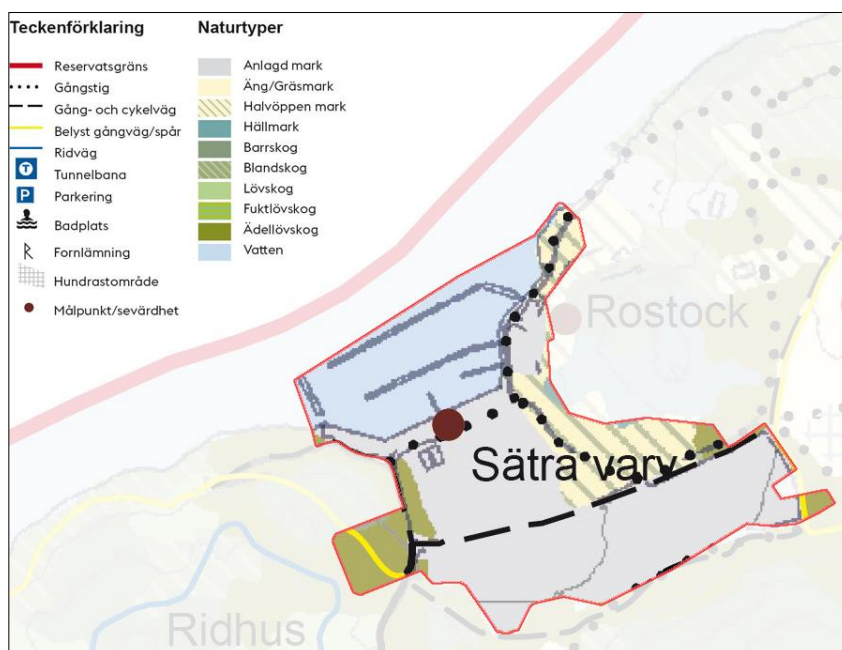 Teckenförklaring
Reservatsgräns
Gångstig
Gång- och cykelväg
Belyst gångväg/spår
Ridväg
T Tunnelbana
P Parkering
Badplats
R Fornlämning
Hundrastområde
Målpunkt/sevärdhet
Naturtyper
Anlagd mark
Äng/Gräsmark
Halvöppen mark
Hällmark
Barrskog
Blandskog
Lövskog
Fuktlövskog
Ädellövskog
Vatten
Rostock
Sätra varv
Ridhus